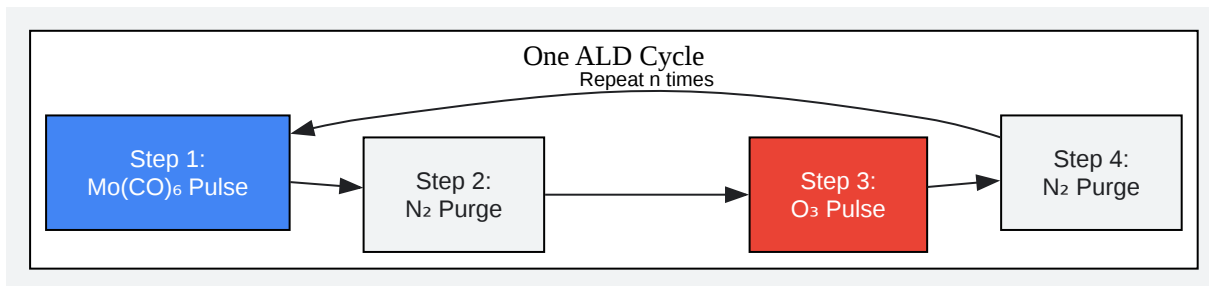 One ALD Cycle
Repeat n times
Step 1:
Mo(CO)₆ Pulse
Step 2:
N₂ Purge
Step 3:
O₃ Pulse
Step 4:
N₂ Purge